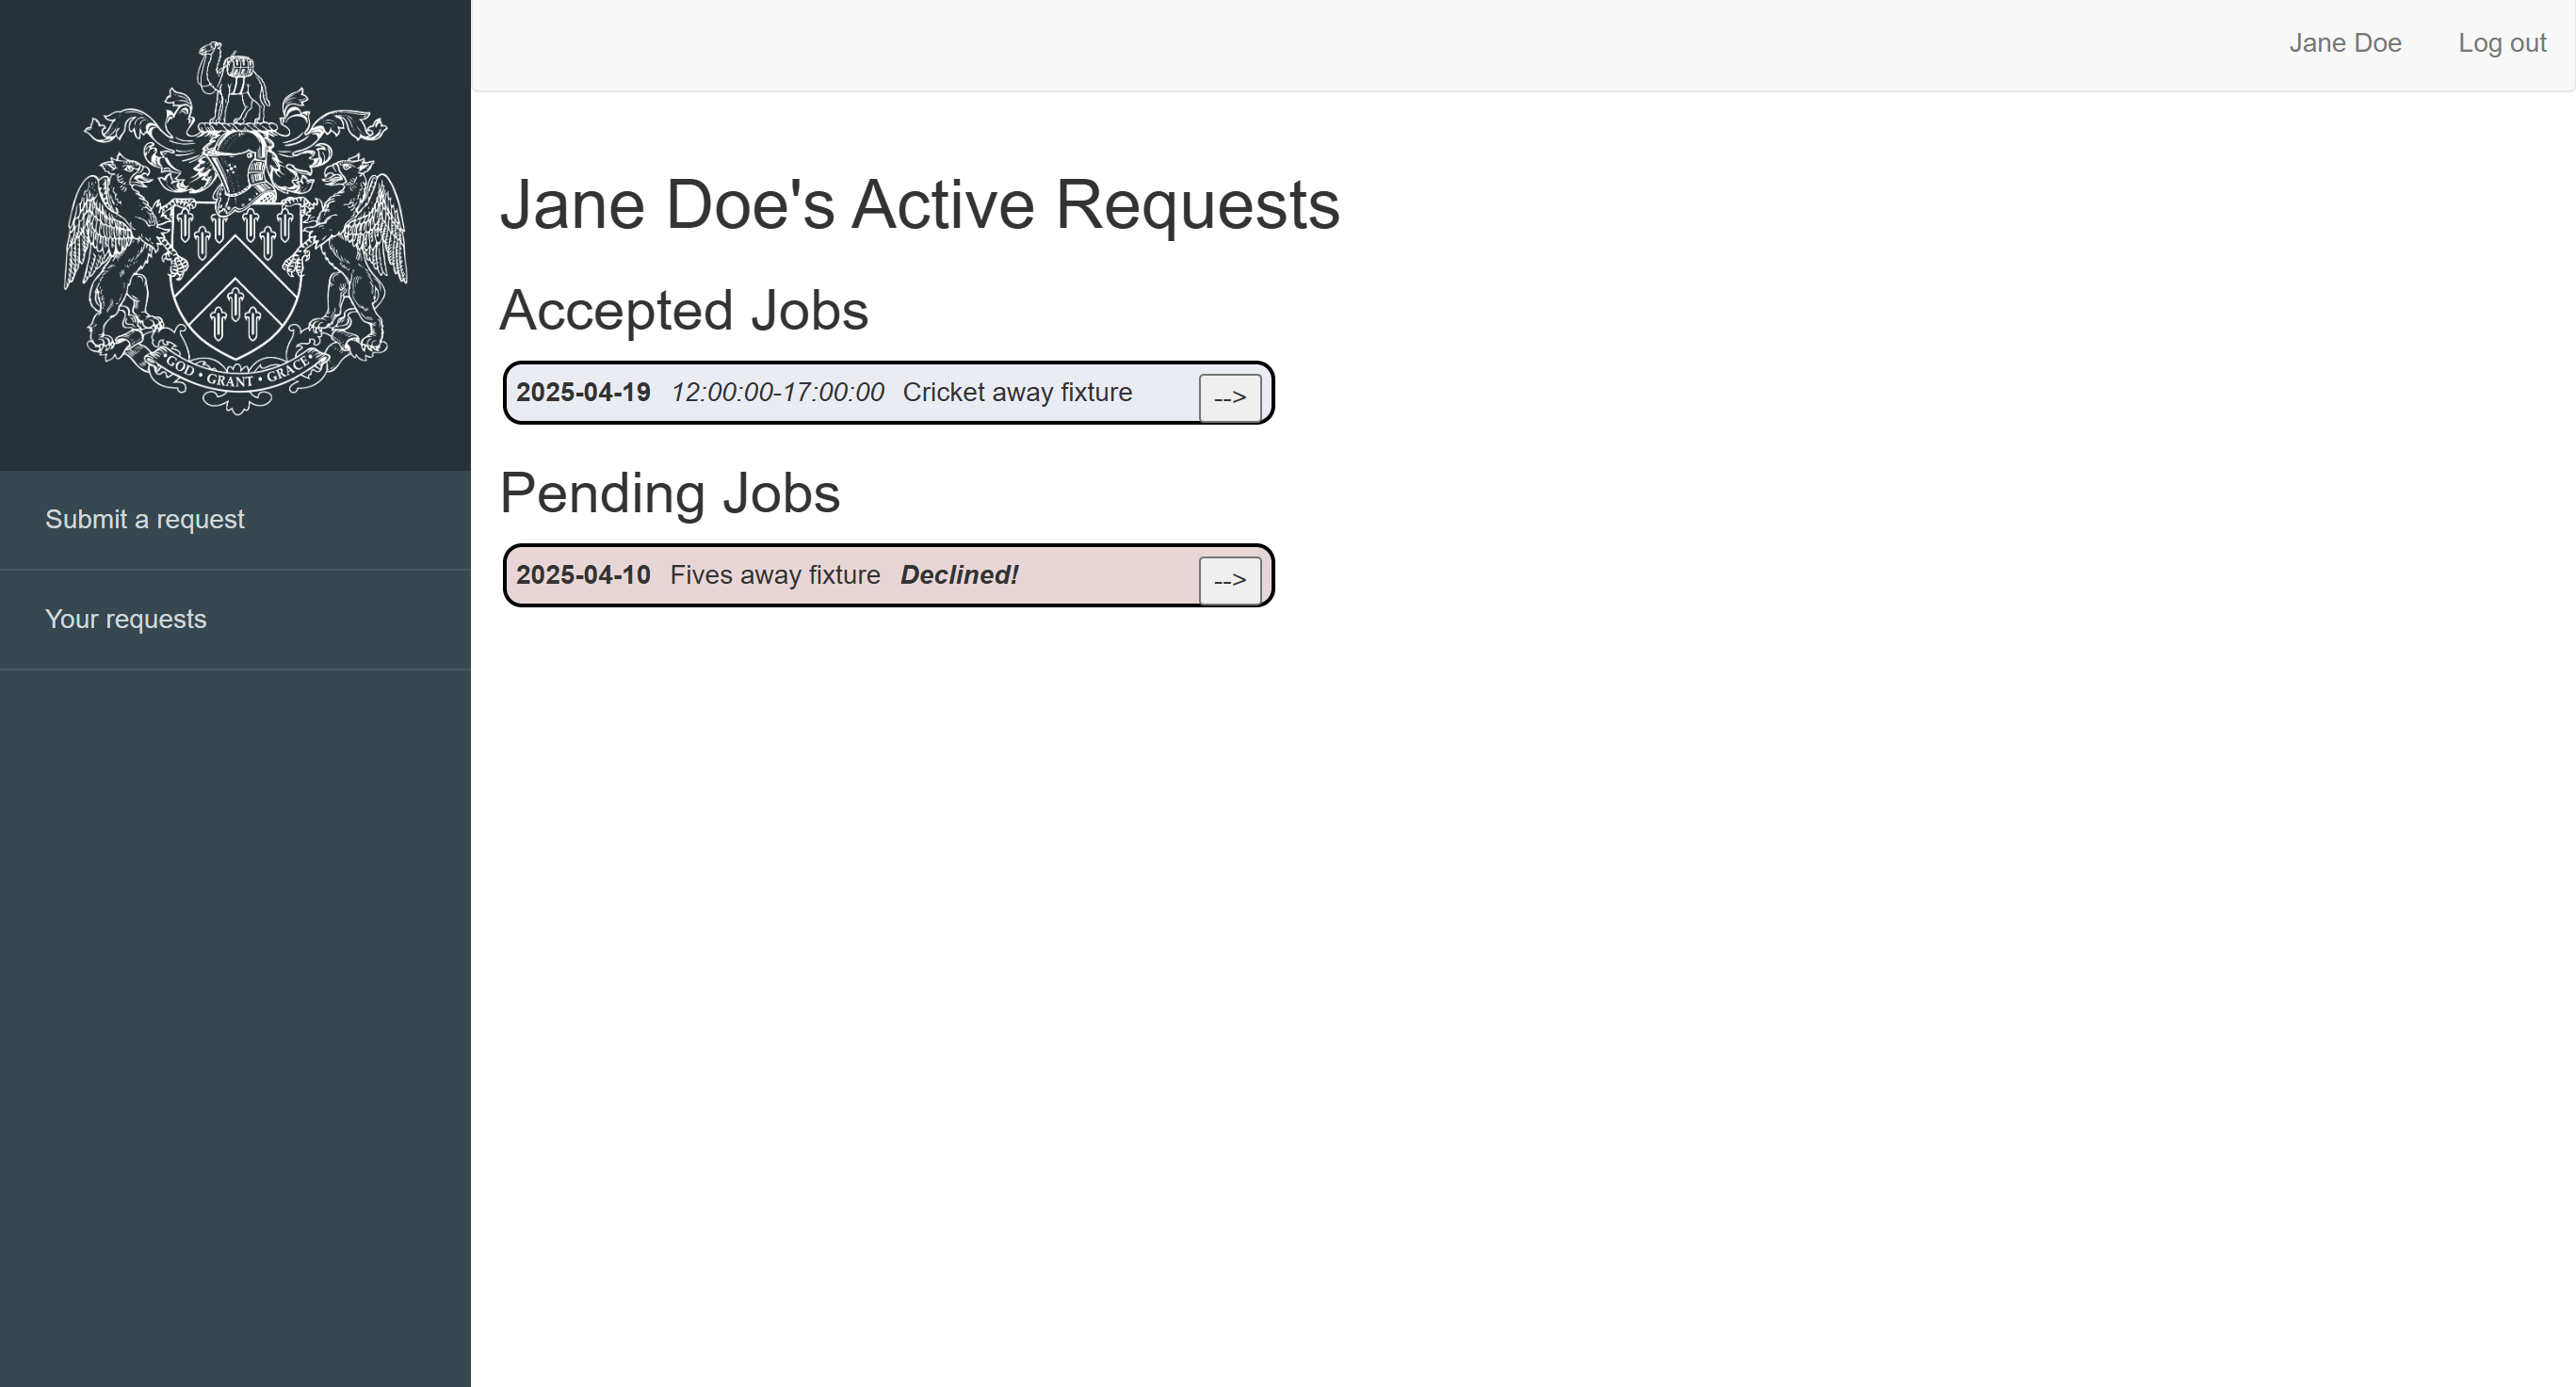 Jane Doe Log out
GOD • GRANT • GRACE
Submit a request
Your requests
Jane Doe's Active Requests
Accepted Jobs
2025-04-19 12:00:00-17:00:00 Cricket away fixture -->
Pending Jobs
2025-04-10 Fives away fixture Declined! -->